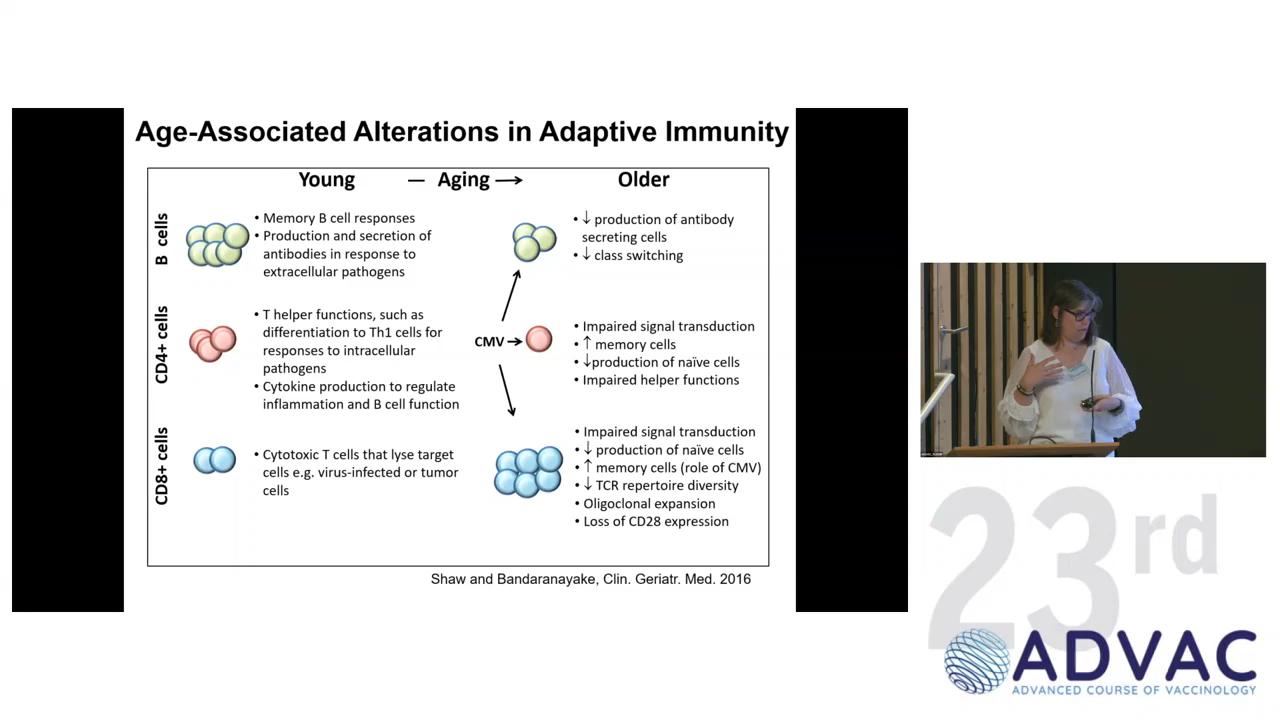 Age-Associated Alterations in Adaptive Immunity
Young — Aging → Older
B cells
• Memory B cell responses
• Production and secretion of
antibodies in response to
extracellular pathogens
• ↓ production of antibody
secreting cells
• ↓ class switching
CD4+ cells
• T helper functions, such as
differentiation to Th1 cells for
responses to intracellular
pathogens
• Cytokine production to regulate
inflammation and B cell function
CMV
• Impaired signal transduction
• ↑ memory cells
• ↓production of naïve cells
• Impaired helper functions
CD8+ cells
• Cytotoxic T cells that lyse target
cells e.g. virus-infected or tumor
cells
• Impaired signal transduction
• ↓ production of naïve cells
• ↑ memory cells (role of CMV)
• ↓ TCR repertoire diversity
• Oligoclonal expansion
• Loss of CD28 expression
Shaw and Bandaranayake, Clin. Geriatr. Med. 2016
23rd
ADVAC
ADVANCED COURSE OF VACCINOLOGY